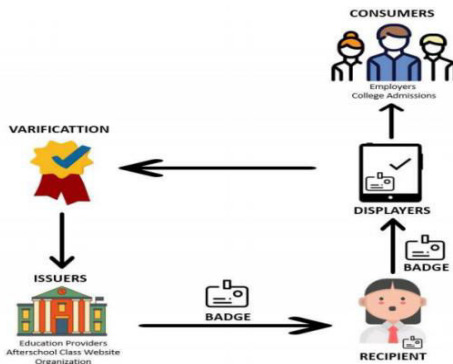 CONSUMERS
Employers
College Admissions
VARIFICATTION
DISPLAYERS
BADGE
ISSUERS
Education Providers
Afterschool Class Website
Organization
BADGE
RECIPIENT